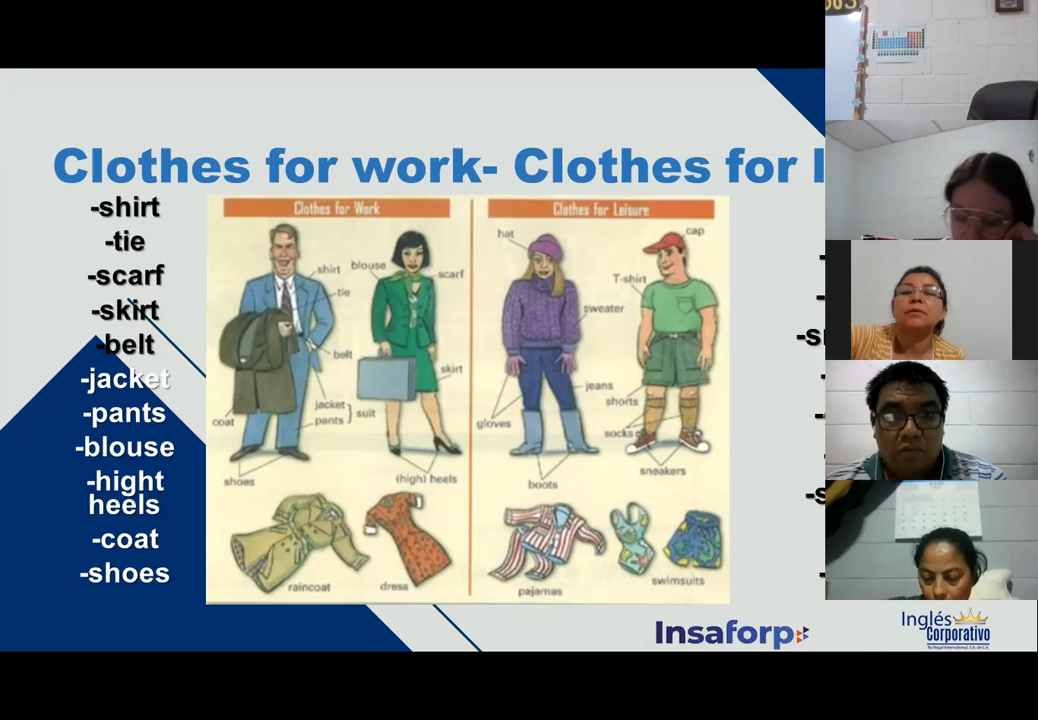 Clothes for work- Clothes for l
-shirt
-tie
-scarf
-skirt
-belt
-jacket
-pants
-blouse
-hight
heels
-coat
-shoes
Clothes for Work
shirt
blouse
scarf
tie
belt
skirt
jacket
pants
suit
coat
shoes
(high) heels
raincoat
dress
Clothes for Leisure
hat
cap
T-shirt
sweater
jeans
shorts
gloves
socks
boots
sneakers
pajamas
swimsuits
Insaforp
Inglés
Corporativo